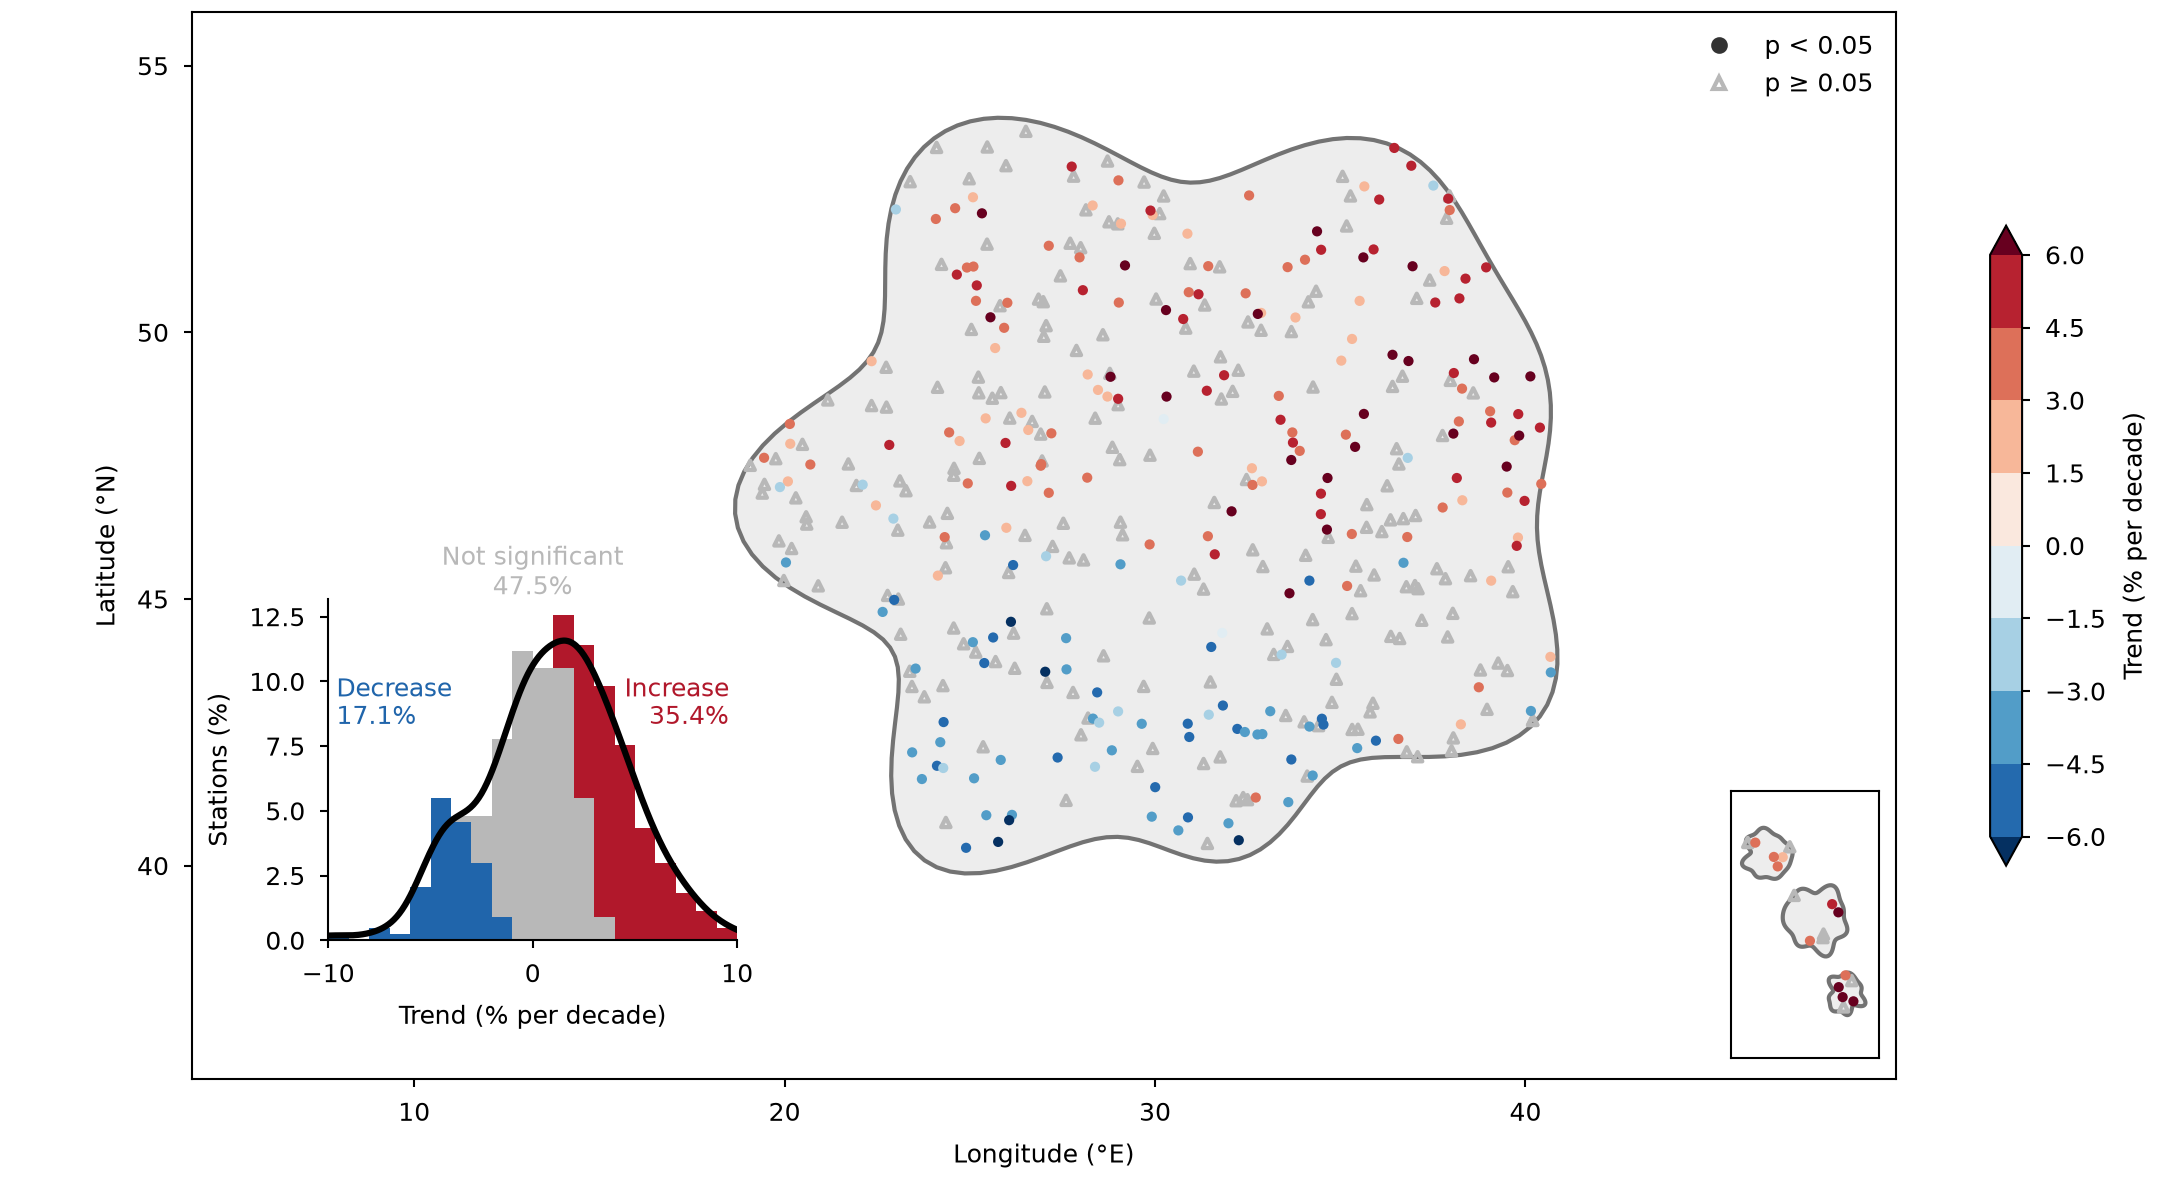 p < 0.05
p ≥ 0.05
55
50
45
40
Latitude (°N)
10
20
30
40
Longitude (°E)
Not significant
47.5%
Decrease
17.1%
Increase
35.4%
12.5
10.0
7.5
5.0
2.5
0.0
Stations (%)
−10
0
10
Trend (% per decade)
6.0
4.5
3.0
1.5
0.0
−1.5
−3.0
−4.5
−6.0
Trend (% per decade)